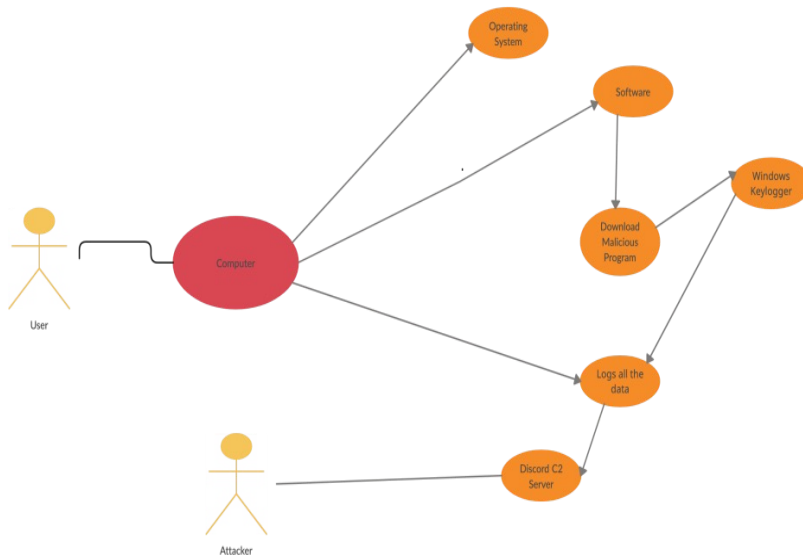 Operating
System
Software
Windows
Keylogger
Download
Malicious
Program
Computer
User
Logs all the
data
Discord C2
Server
Attacker